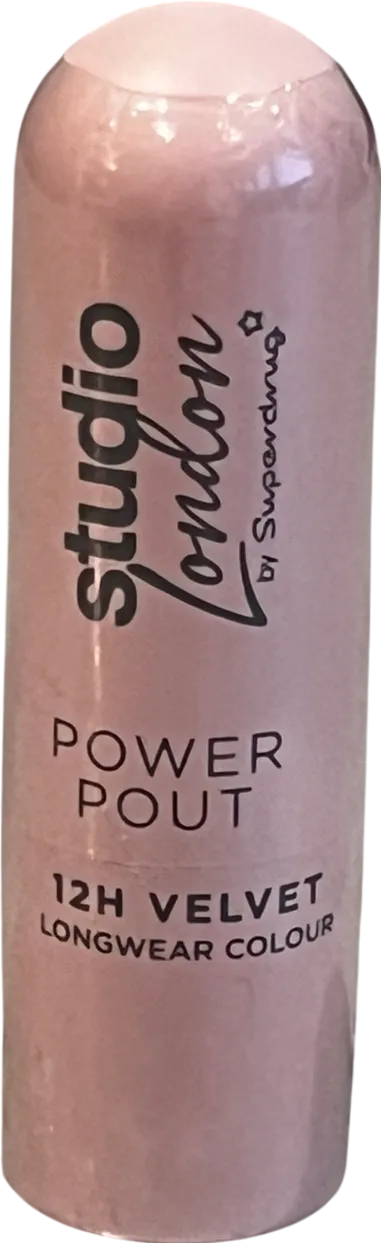 studio
London
by Superdrug
POWER
POUT
12H VELVET
LONGWEAR COLOUR